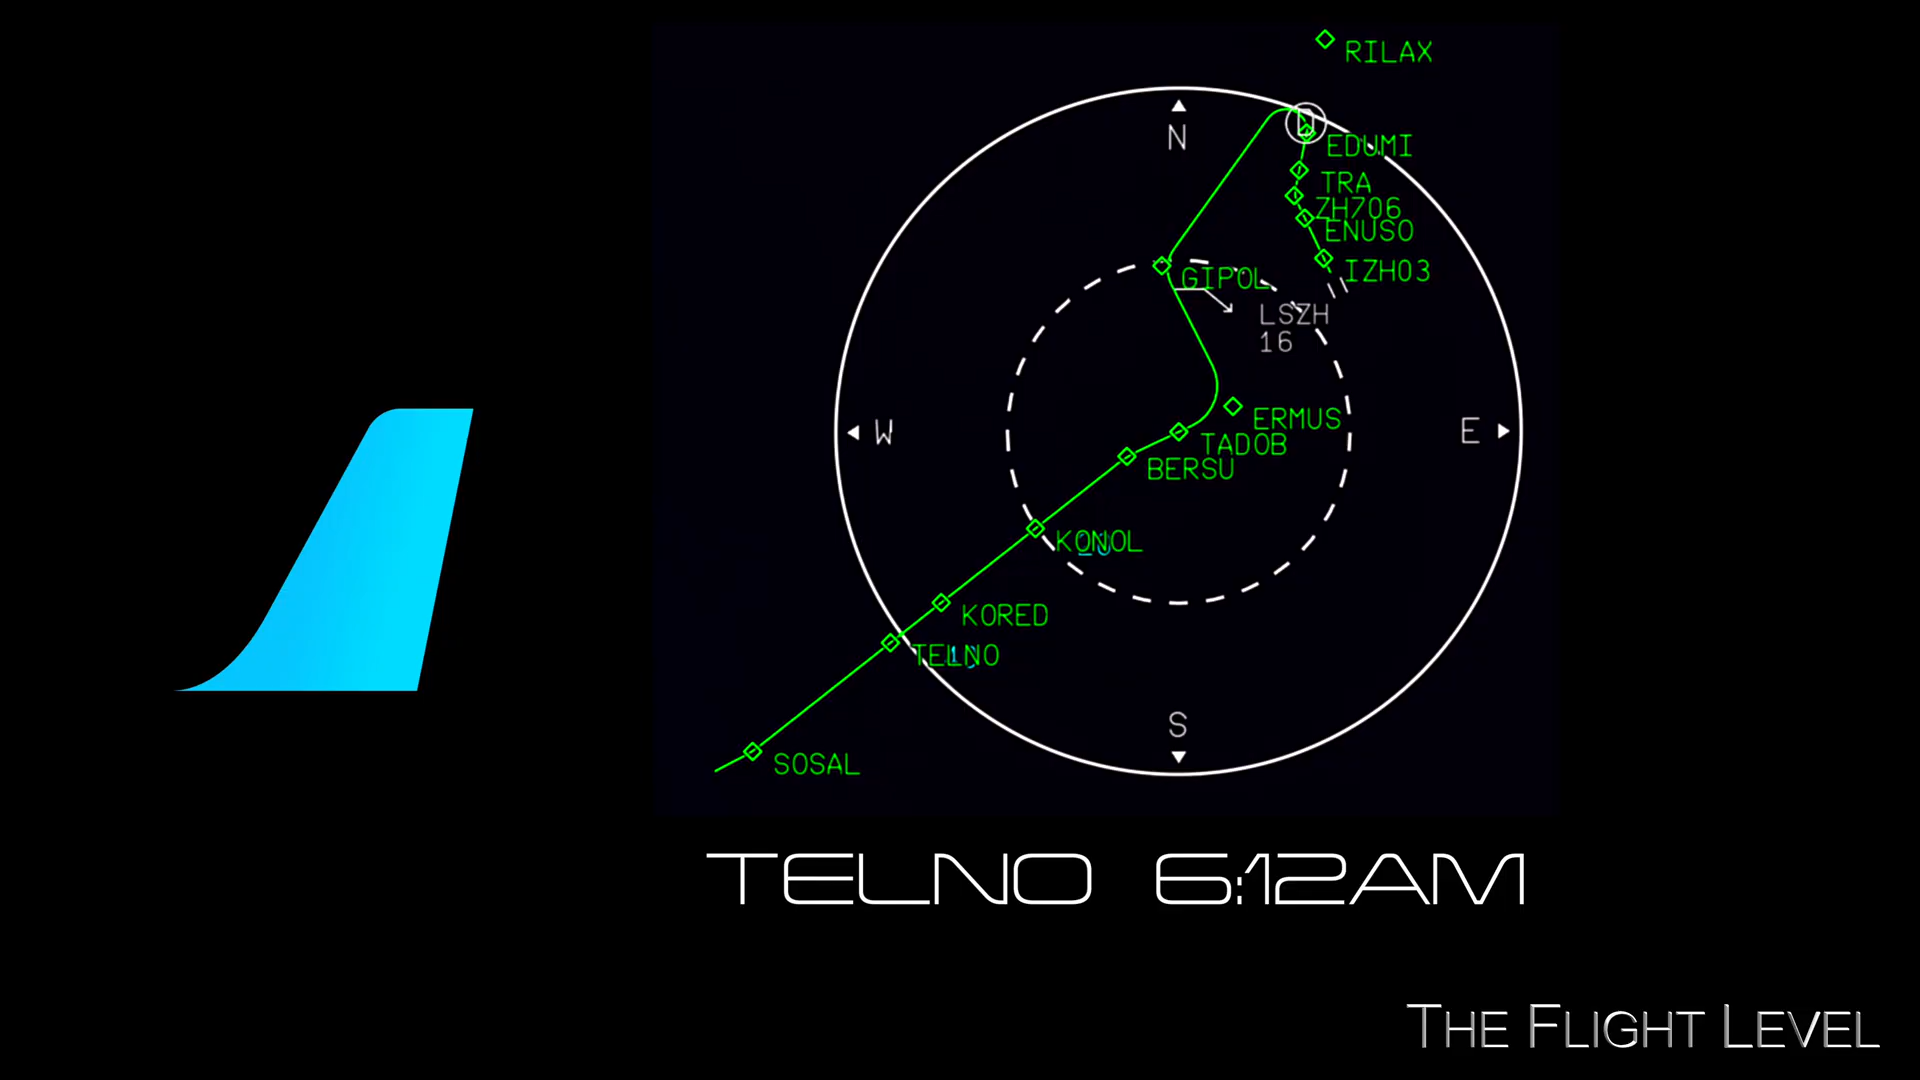 RILAX
N
EDUMI
TRA
ZH706
ENUSO
IZH03
GIPOL
LSZH
16
W
E
ERMUS
TADOB
BERSU
KONOL
KORED
TELNO
S
SOSAL
TELNO 6:12AM
THE FLIGHT LEVEL